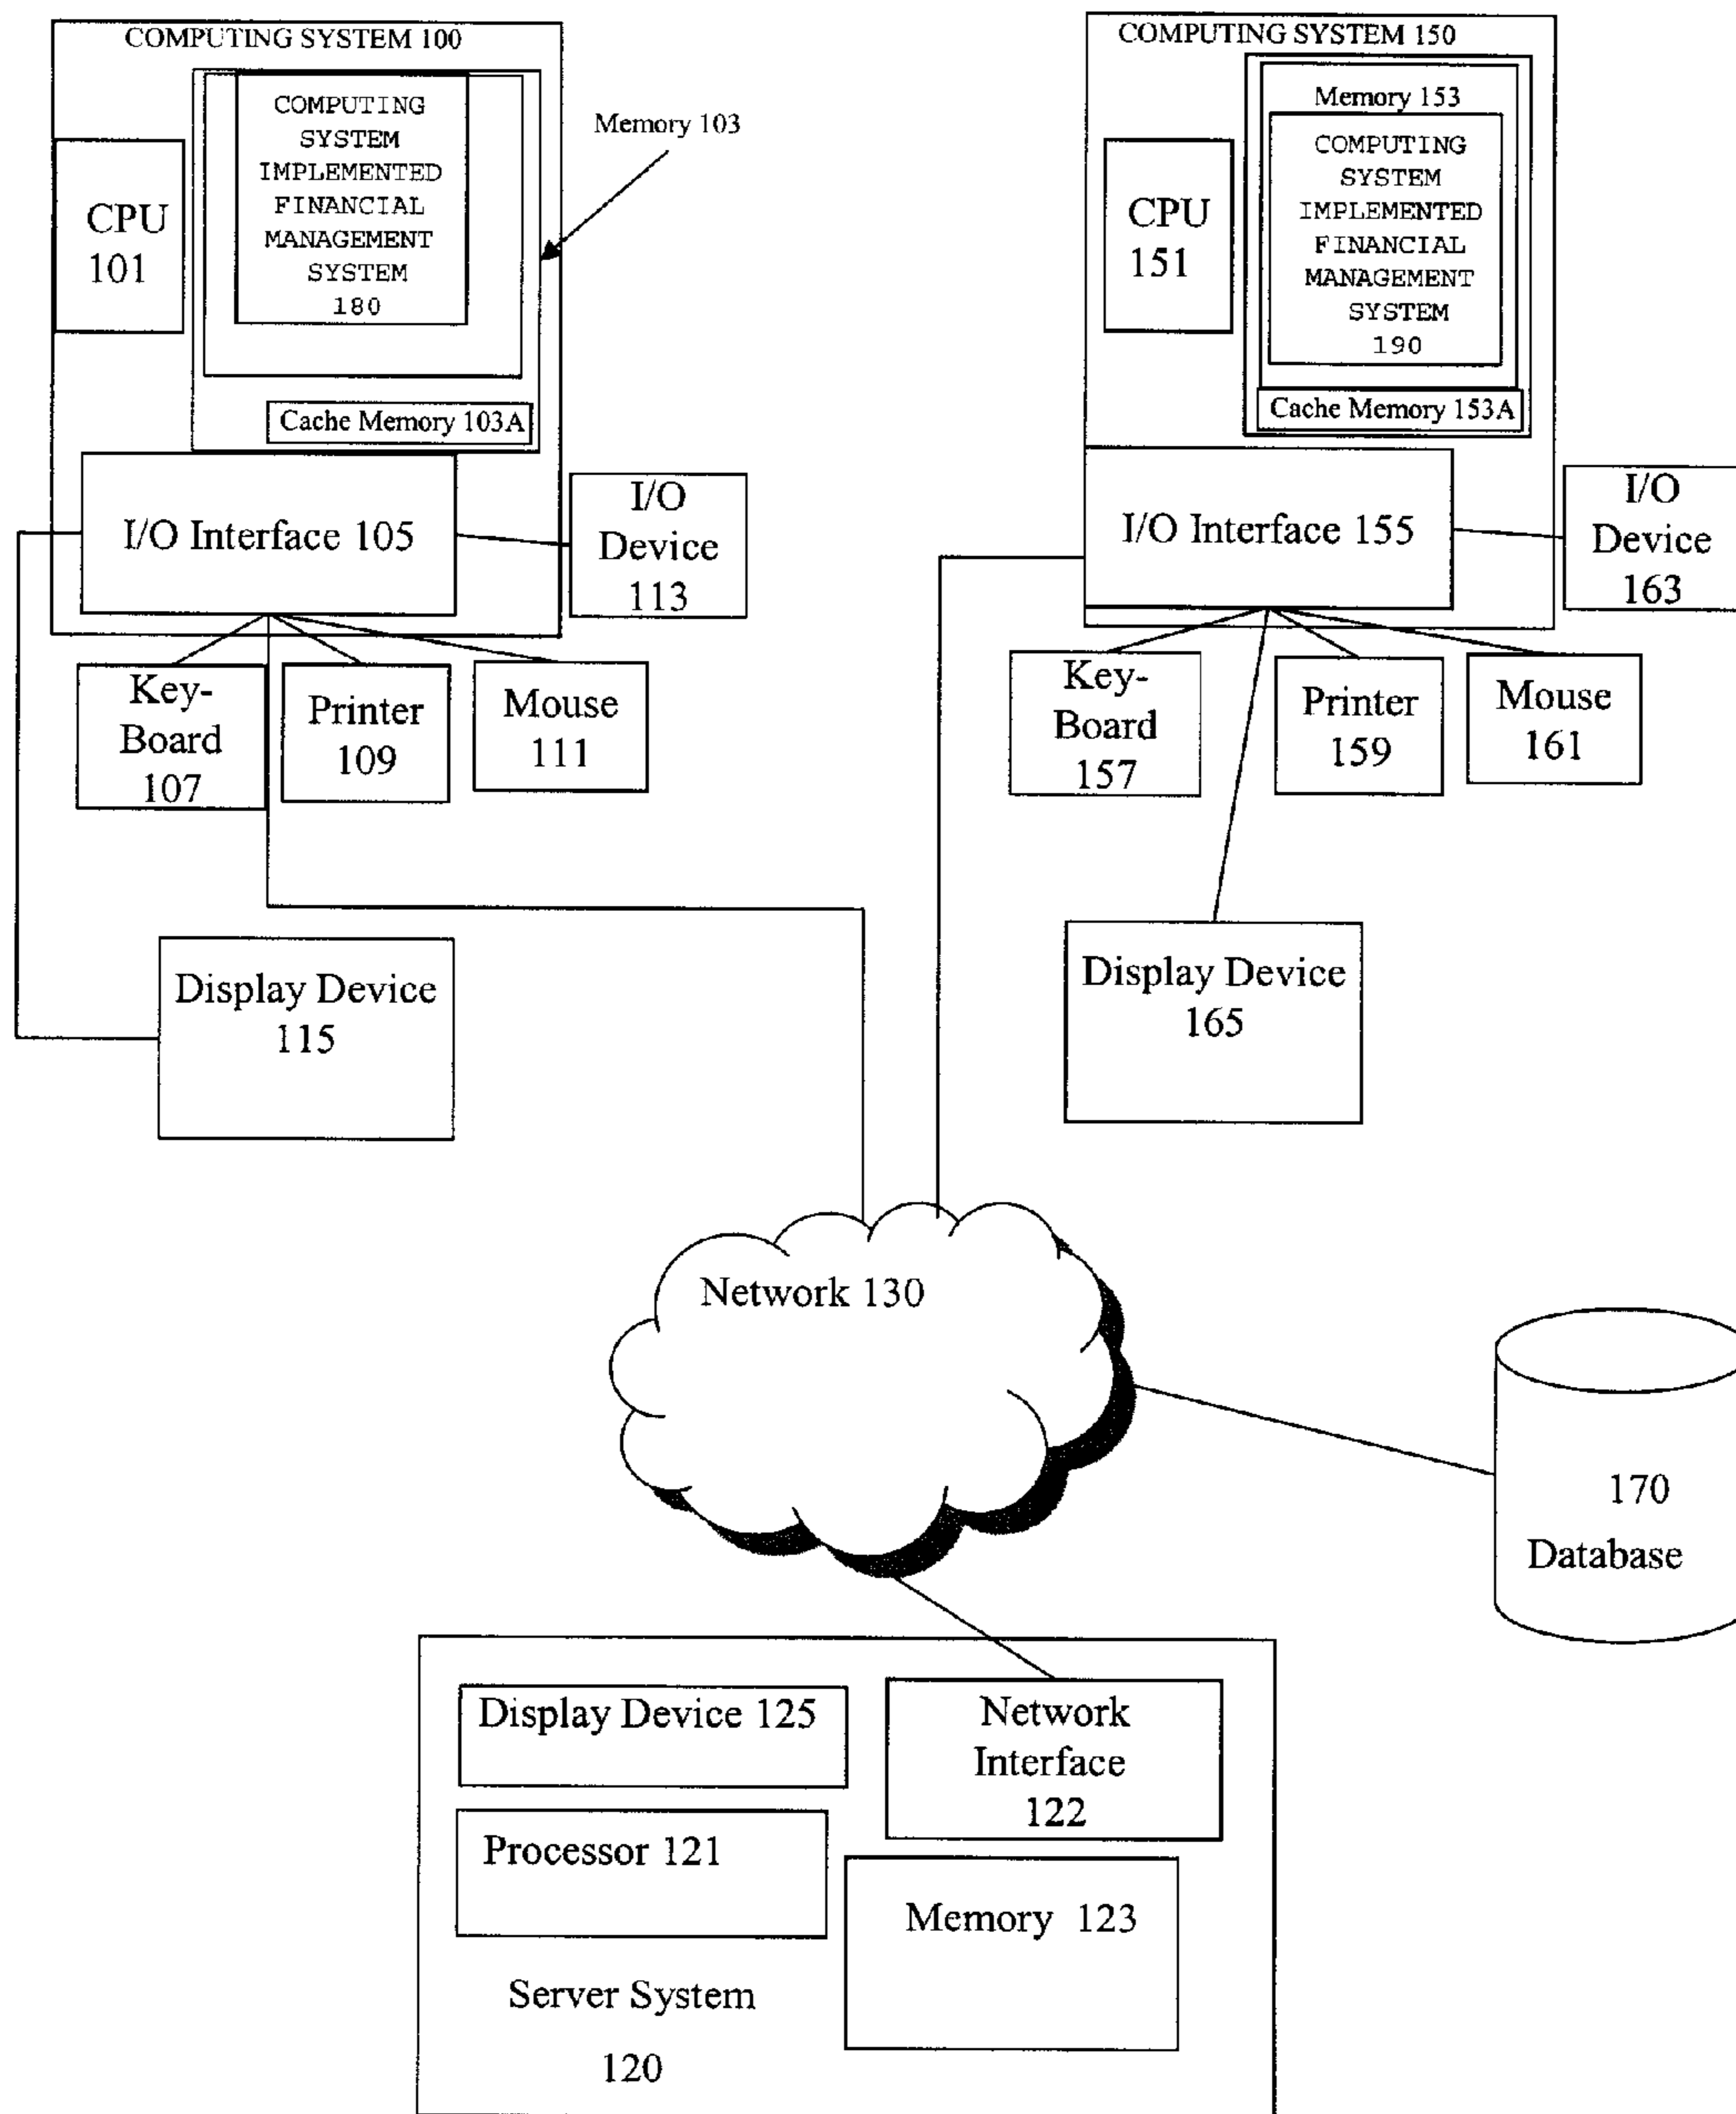 COMPUTING SYSTEM 100
COMPUTING
SYSTEM
IMPLEMENTED
FINANCIAL
MANAGEMENT
SYSTEM
180
Memory 103
CPU
101
Cache Memory 103A
I/O Interface 105
I/O
Device
113
Key-
Board
107
Printer
109
Mouse
111
Display Device
115
COMPUTING SYSTEM 150
Memory 153
COMPUTING
SYSTEM
IMPLEMENTED
FINANCIAL
MANAGEMENT
SYSTEM
190
CPU
151
Cache Memory 153A
I/O Interface 155
I/O
Device
163
Key-
Board
157
Printer
159
Mouse
161
Display Device
165
Network 130
170
Database
Display Device 125
Network
Interface
122
Processor 121
Memory 123
Server System
120